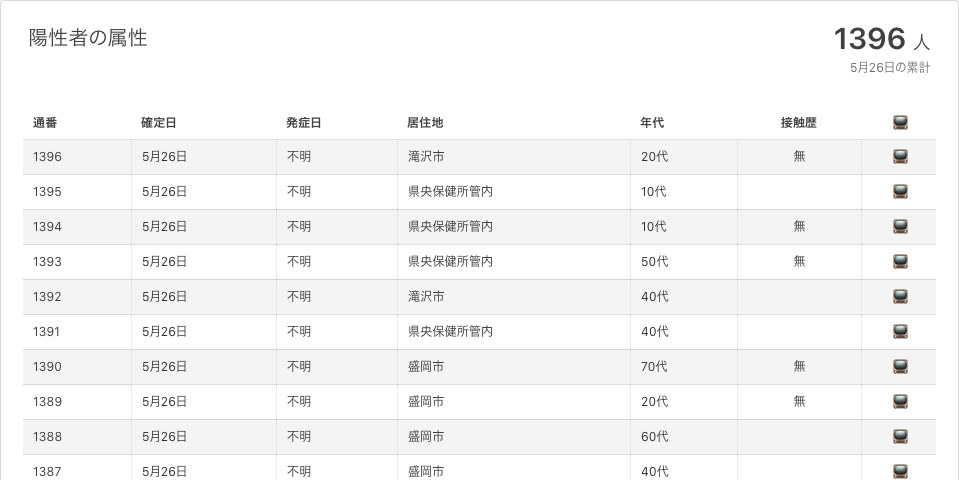 陽性者の属性
1396 人
5月26日の累計
通番 確定日 発症日 居住地 年代 接触歴
1396 5月26日 不明 滝沢市 20代 無
1395 5月26日 不明 県央保健所管内 10代
1394 5月26日 不明 県央保健所管内 10代 無
1393 5月26日 不明 県央保健所管内 50代 無
1392 5月26日 不明 滝沢市 40代
1391 5月26日 不明 県央保健所管内 40代
1390 5月26日 不明 盛岡市 70代 無
1389 5月26日 不明 盛岡市 20代 無
1388 5月26日 不明 盛岡市 60代
1387 5月26日 不明 盛岡市 40代